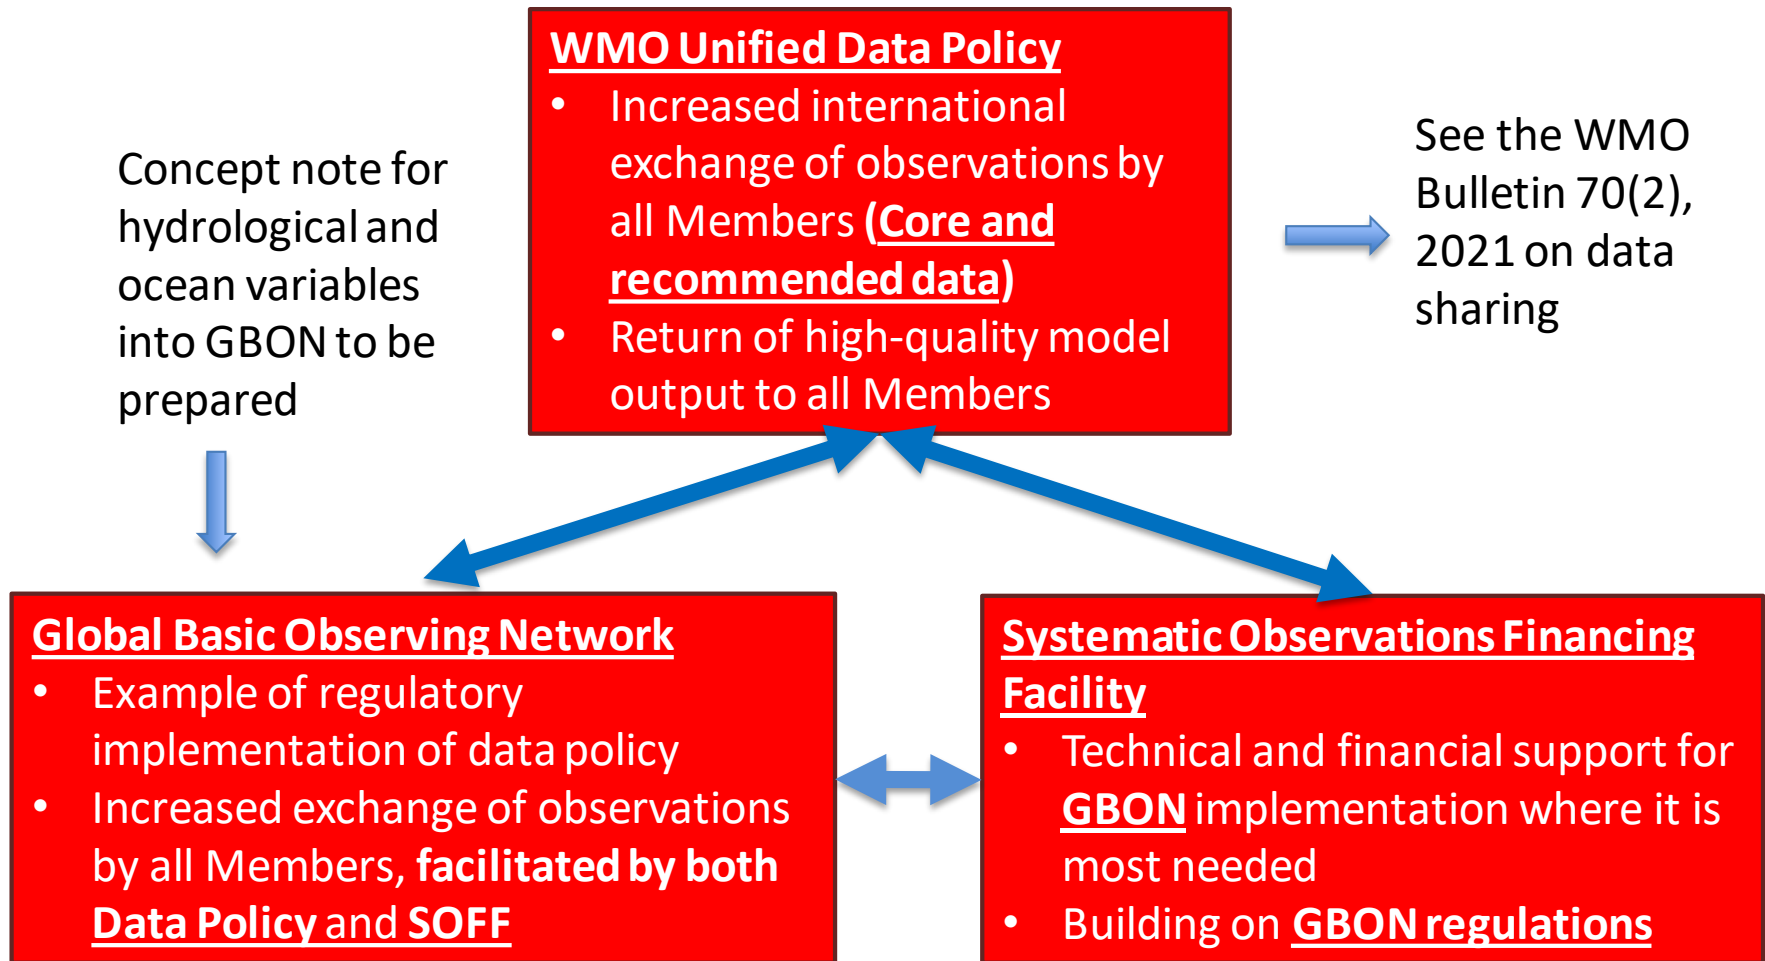 WMO Unified Data Policy
• Increased international
exchange of observations by
all Members (Core and
recommended data)
• Return of high-quality model
output to all Members
Concept note for
hydrological and
ocean variables
into GBON to be
prepared
See the WMO
Bulletin 70(2),
2021 on data
sharing
Global Basic Observing Network
• Example of regulatory
implementation of data policy
• Increased exchange of observations
by all Members, facilitated by both
Data Policy and SOFF
Systematic Observations Financing
Facility
• Technical and financial support for
GBON implementation where it is
most needed
• Building on GBON regulations